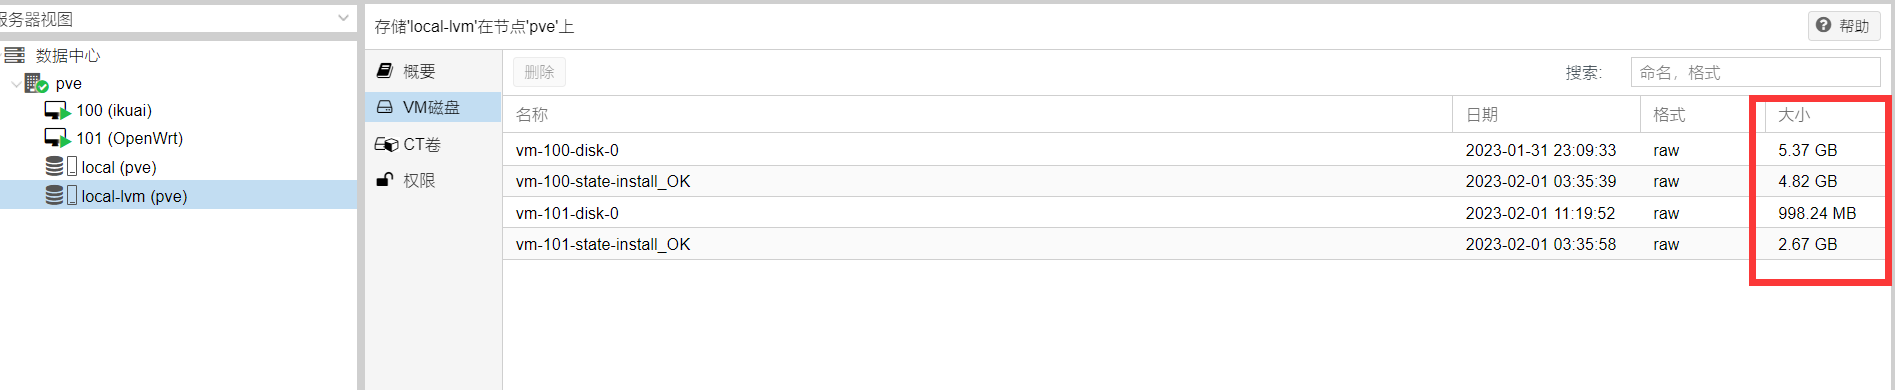 服务器视图
数据中心
pve
100 (ikuai)
101 (OpenWrt)
local (pve)
local-lvm (pve)
存储'local-lvm'在节点'pve'上
帮助
概要
VM磁盘
CT卷
权限
删除
搜索:
命名，格式
名称 日期 格式 大小
vm-100-disk-0 2023-01-31 23:09:33 raw 5.37 GB
vm-100-state-install_OK 2023-02-01 03:35:39 raw 4.82 GB
vm-101-disk-0 2023-02-01 11:19:52 raw 998.24 MB
vm-101-state-install_OK 2023-02-01 03:35:58 raw 2.67 GB